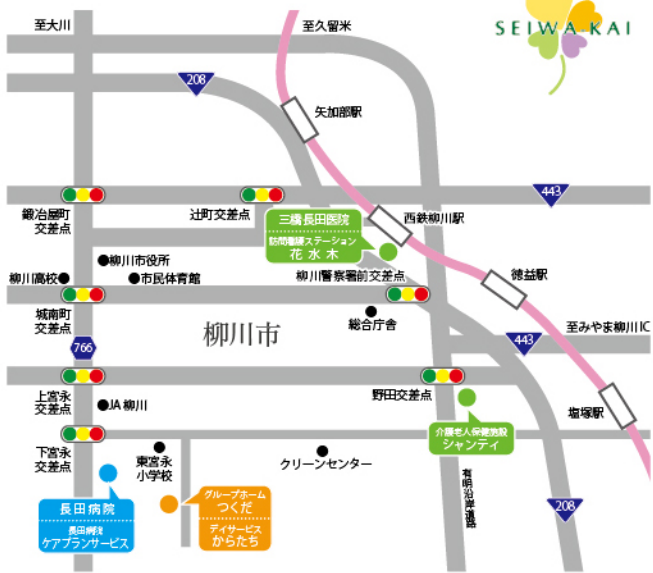 至大川
至久留米
SEIWA·KAI
208
矢加部駅
443
鍛冶屋町
交差点
辻町交差点
三橋長田医院
訪問看護ステーション
花水木
西鉄柳川駅
柳川市役所
柳川高校
市民体育館
柳川警察署前交差点
徳益駅
城南町
交差点
柳川市
総合庁舎
至みやま柳川IC
443
766
上宮永
交差点
JA 柳川
野田交差点
塩塚駅
介護老人保健施設
シャンティ
下宮永
交差点
東宮永
小学校
クリーンセンター
有明沿岸道路
長田病院
長田病院
ケアプランサービス
グループホーム
つくだ
デイサービス
からたち
208